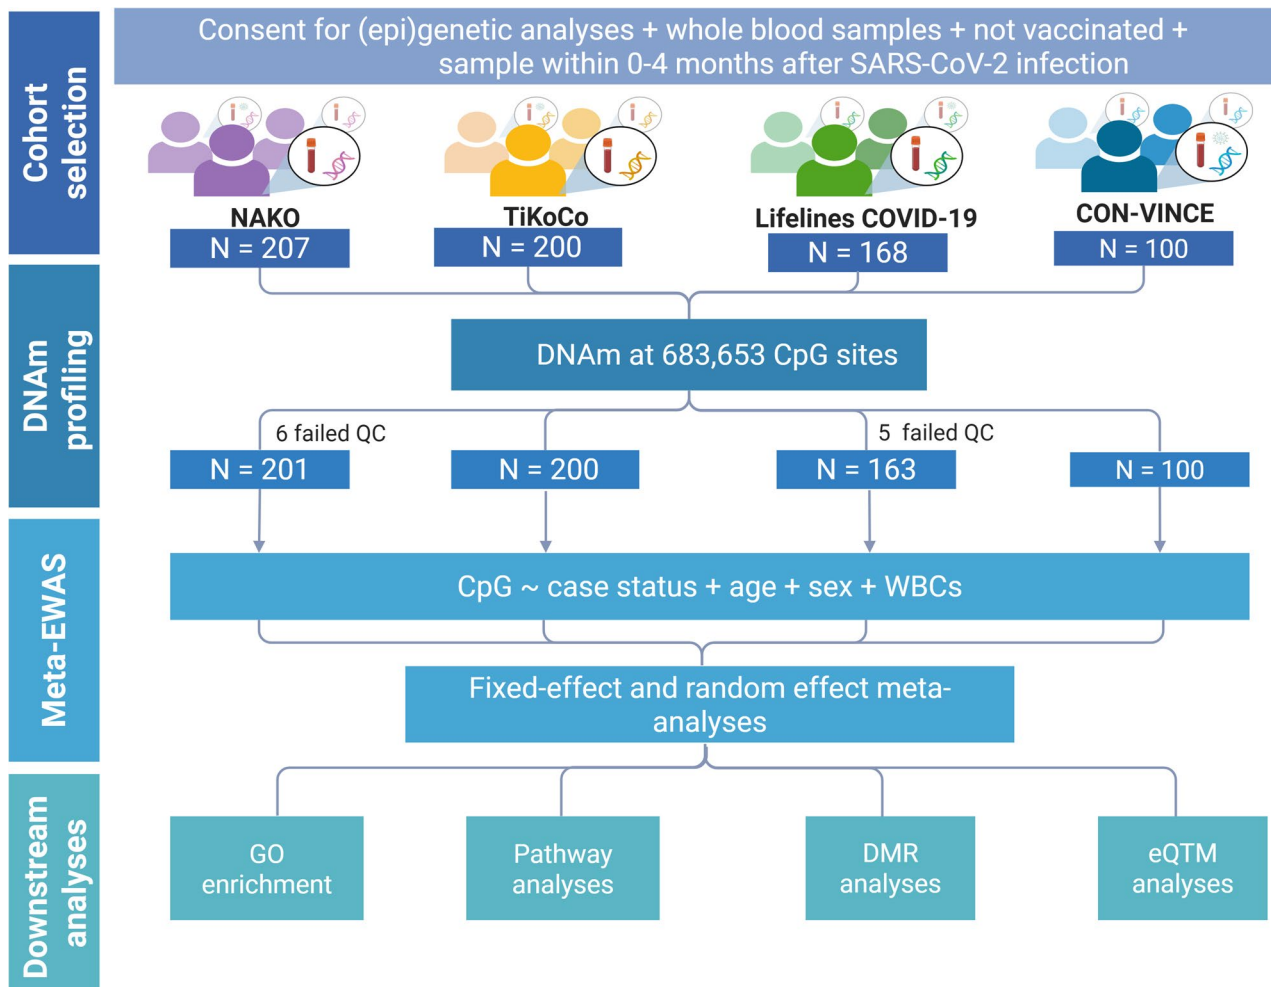 Cohort
selection
Consent for (epi)genetic analyses + whole blood samples + not vaccinated +
sample within 0-4 months after SARS-CoV-2 infection
NAKO
TiKoCo
Lifelines COVID-19
CON-VINCE
N = 207
N = 200
N = 168
N = 100
DNAm
profiling
DNAm at 683,653 CpG sites
6 failed QC
5 failed QC
N = 201
N = 200
N = 163
N = 100
Meta-EWAS
CpG ~ case status + age + sex + WBCs
Fixed-effect and random effect meta-
analyses
Downstream
analyses
GO
enrichment
Pathway
analyses
DMR
analyses
eQTM
analyses